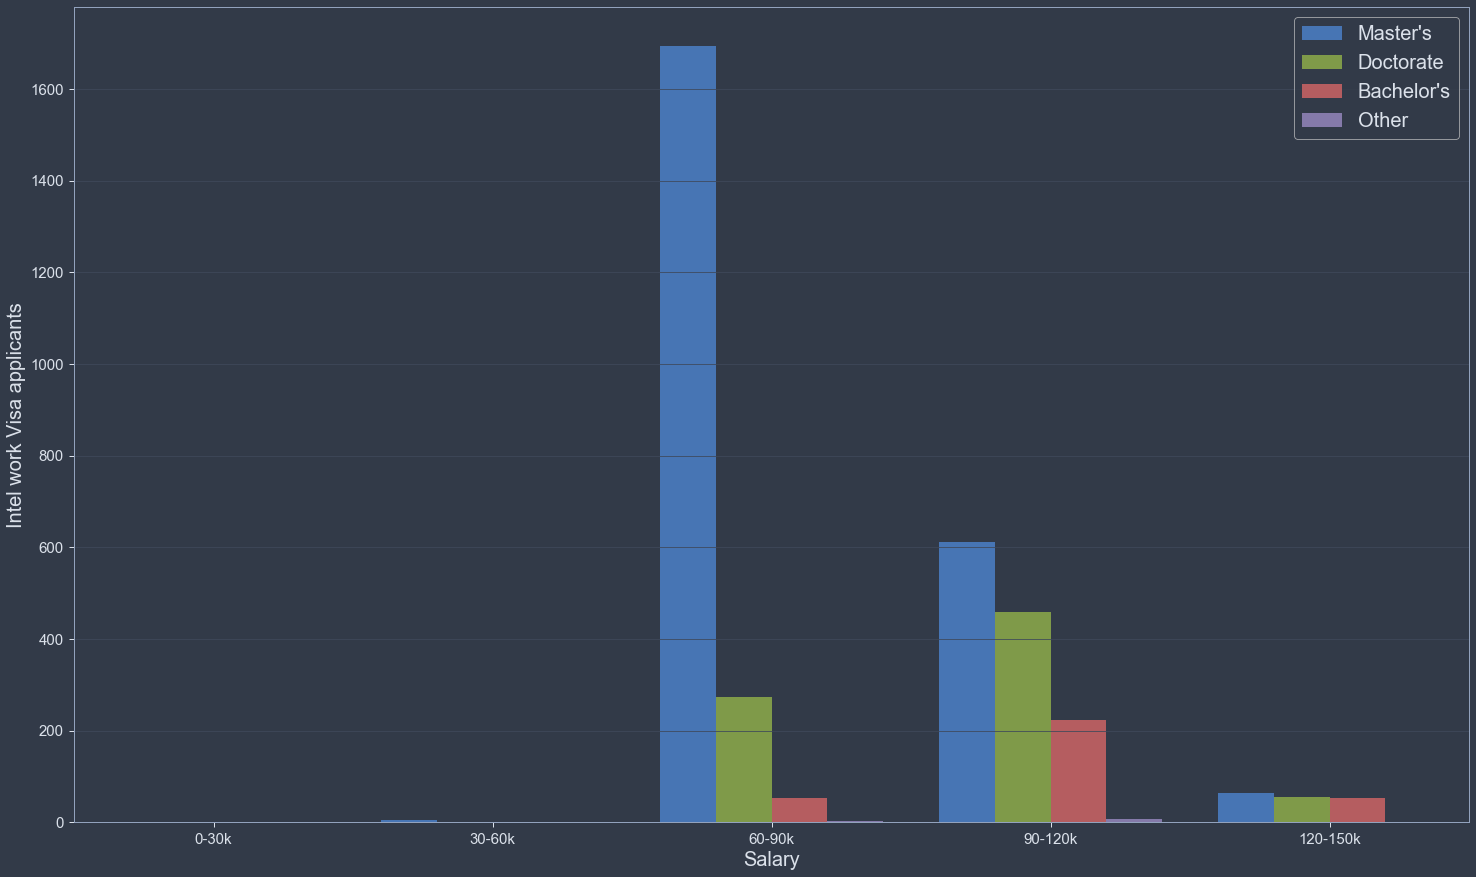 Master's
Doctorate
Bachelor's
Other
Intel work Visa applicants
1600
1400
1200
1000
800
600
400
200
0
0-30k
30-60k
60-90k
90-120k
120-150k
Salary